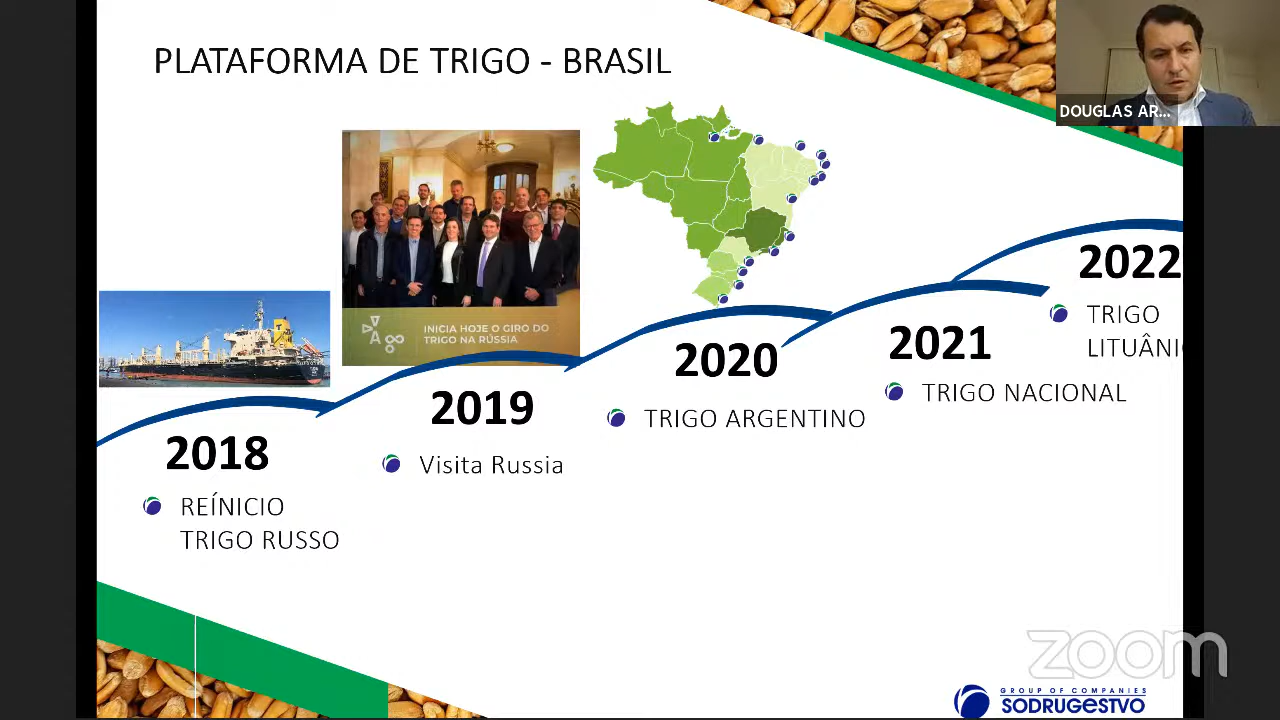 PLATAFORMA DE TRIGO - BRASIL
DOUGLAS AR...
INICIA HOJE O GIRO DO
TRIGO NA RÚSSIA
2018
REÍNICIO
TRIGO RUSSO
2019
Visita Russia
2020
TRIGO ARGENTINO
2021
TRIGO NACIONAL
2022
TRIGO
LITUÂNI
zoom
GROUP OF COMPANIES
SODRUGESTVO